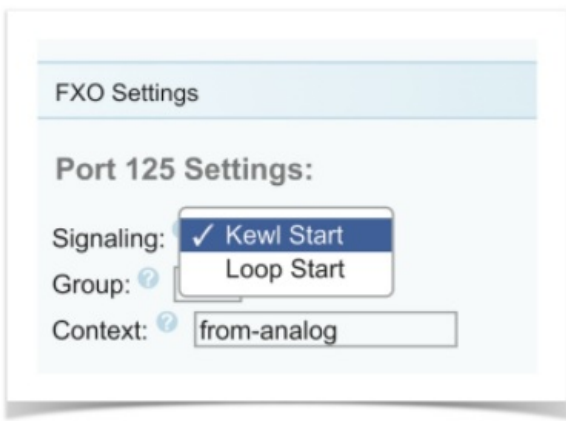 FXO Settings
Port 125 Settings:
Signaling: ✓ Kewl Start
Loop Start
Group: ?
Context: ? from-analog